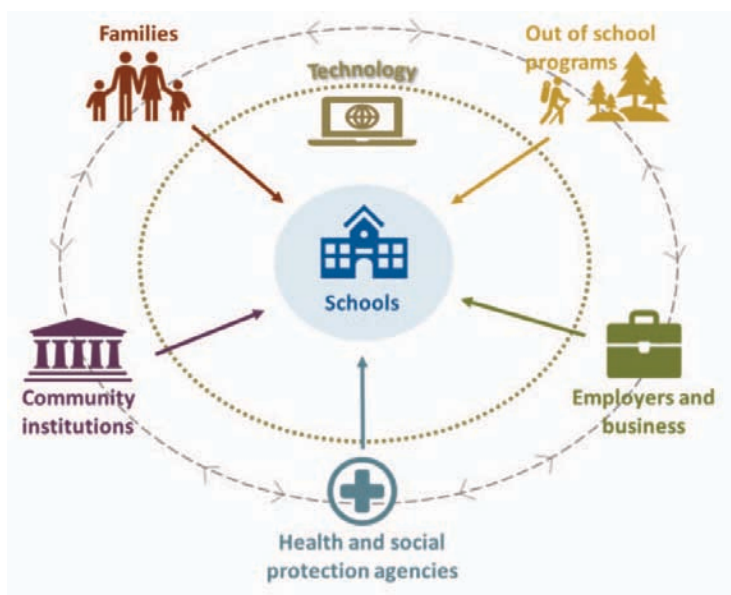 Families
Out of school
programs
Technology
Schools
Community
institutions
Employers and
business
Health and social
protection agencies